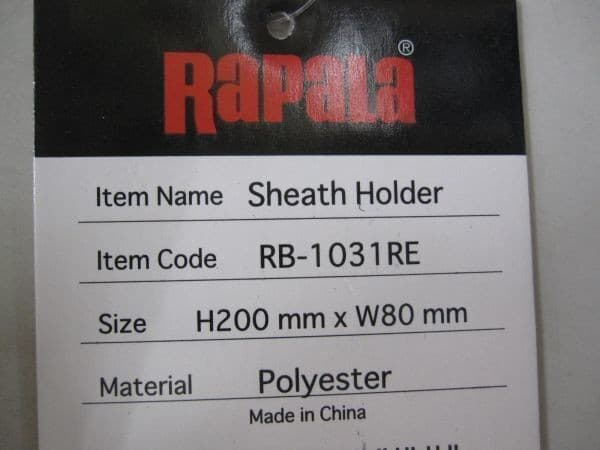 Rapala®
Item Name Sheath Holder
Item Code RB-1031RE
Size H200 mm x W80 mm
Material Polyester
Made in China